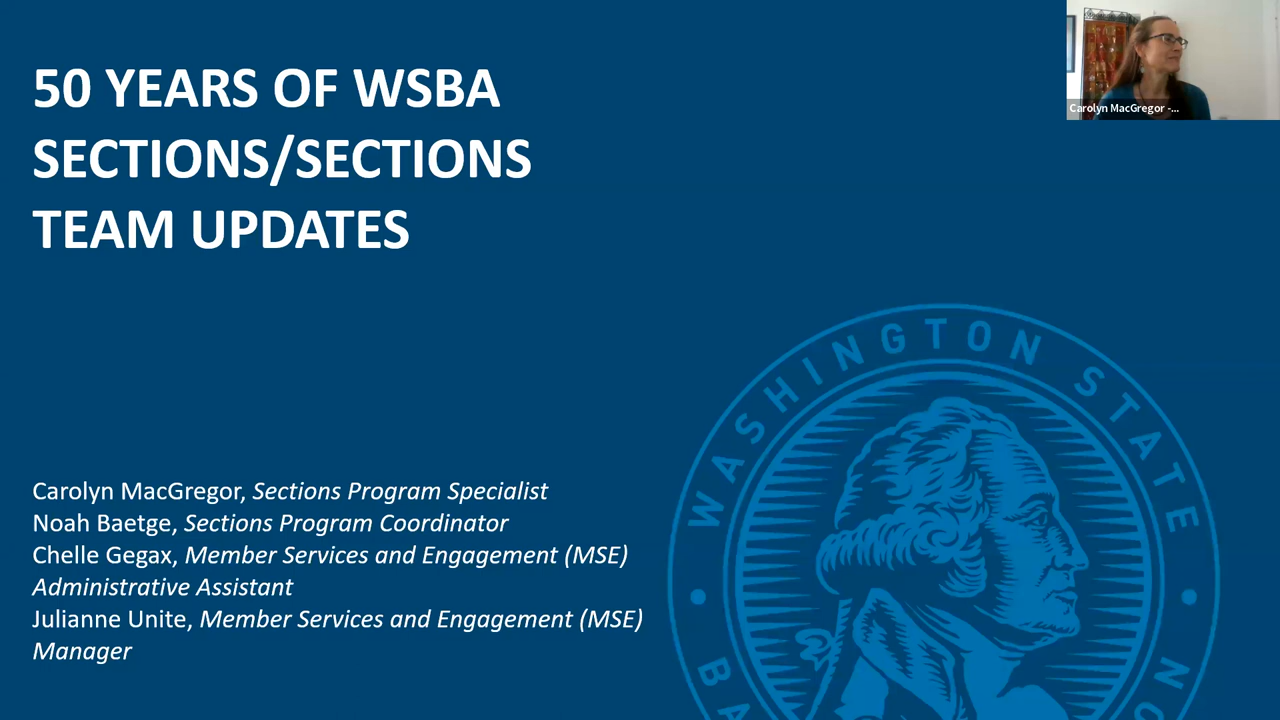 50 YEARS OF WSBA
SECTIONS/SECTIONS
TEAM UPDATES
Carolyn MacGregor -...
Carolyn MacGregor, Sections Program Specialist
Noah Baetge, Sections Program Coordinator
Chelle Gegax, Member Services and Engagement (MSE)
Administrative Assistant
Julianne Unite, Member Services and Engagement (MSE)
Manager
WASHINGTON STATE